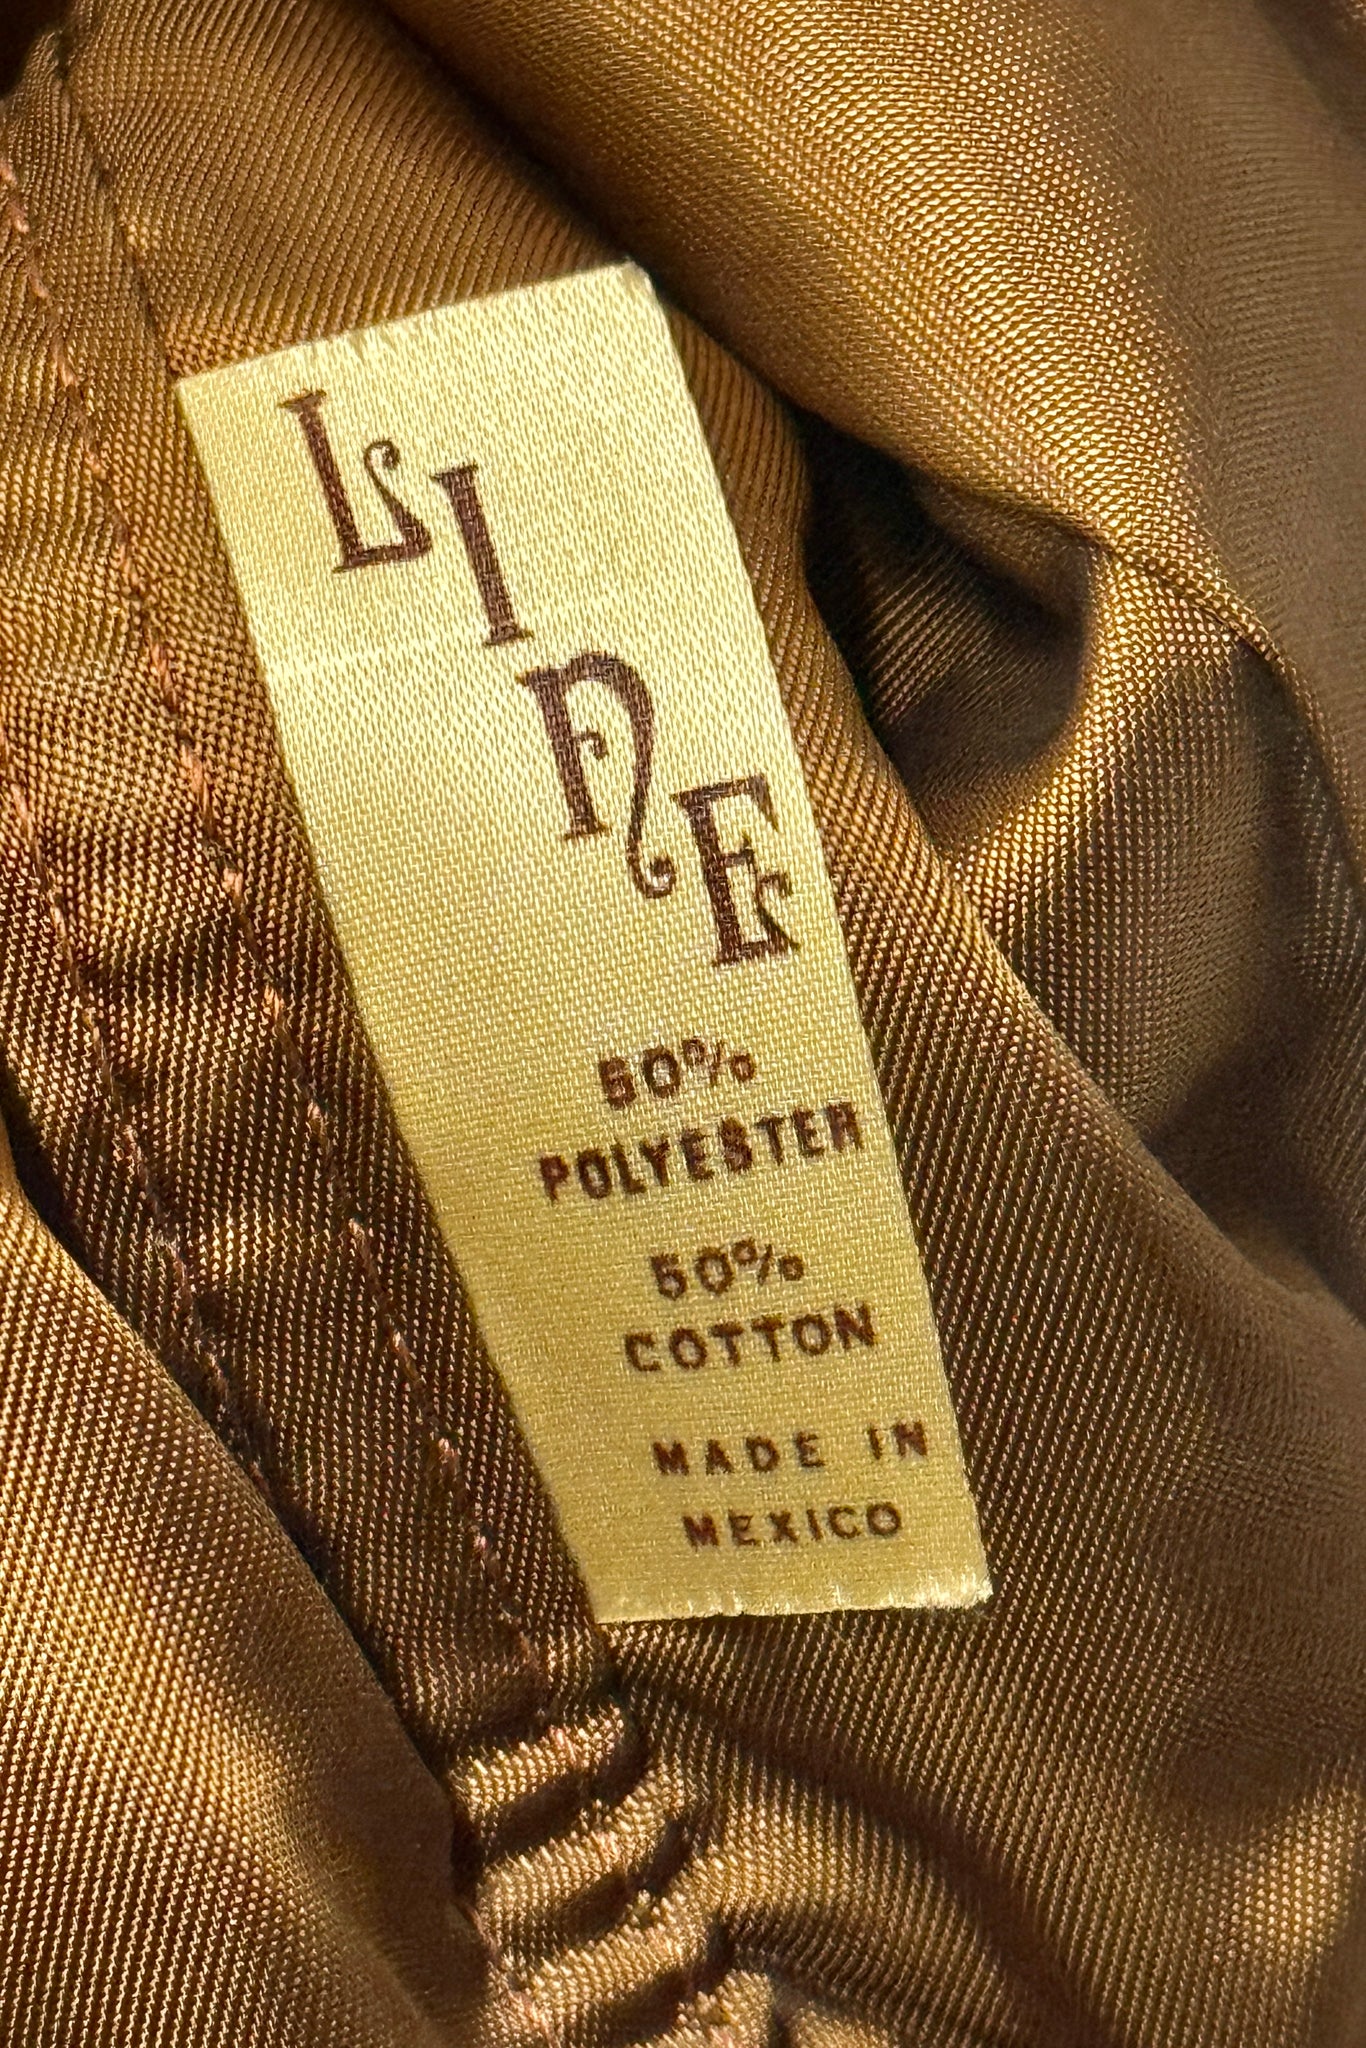 LINE
50%
POLYESTER
50%
COTTON
MADE IN
MEXICO